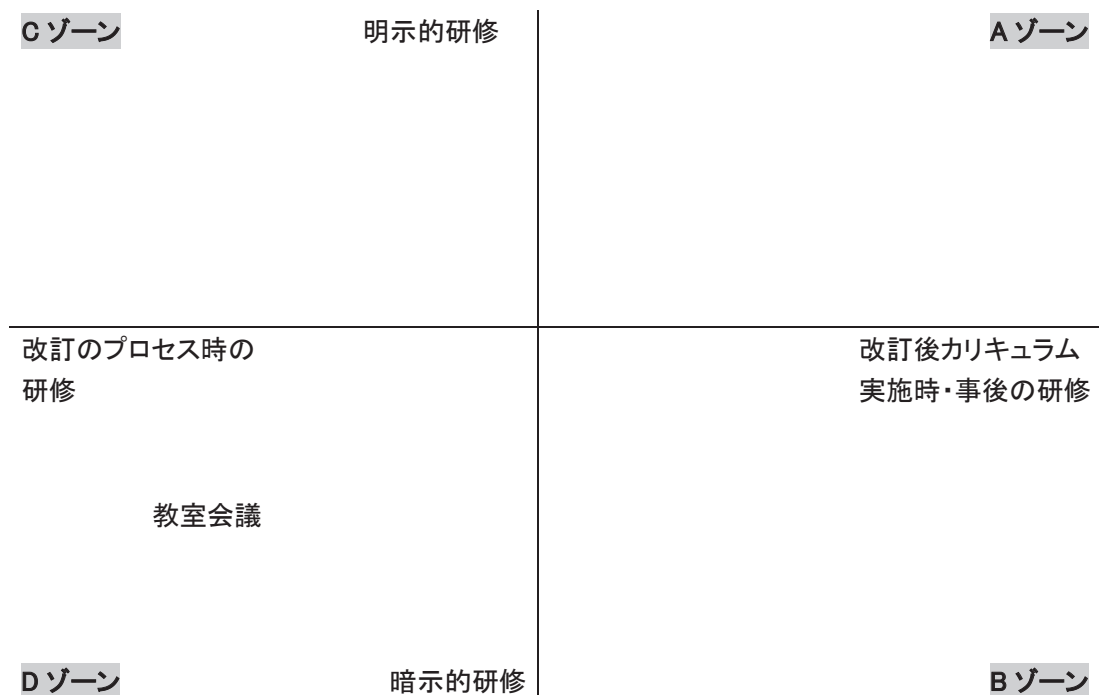 Cゾーン
明示的研修
Aゾーン
改訂のプロセス時の
研修
改訂後カリキュラム
実施時・事後の研修
教室会議
Dゾーン
暗示的研修
Bゾーン